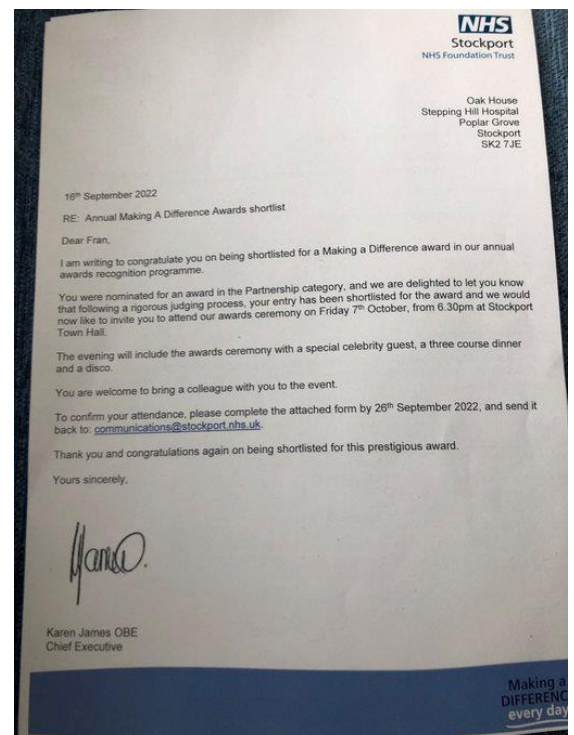 NHS
Stockport
NHS Foundation Trust
Oak House
Stepping Hill Hospital
Poplar Grove
Stockport
SK2 7JE
16th September 2022
RE: Annual Making A Difference Awards shortlist
Dear Fran,
I am writing to congratulate you on being shortlisted for a Making a Difference award in our annual
awards recognition programme.
You were nominated for an award in the Partnership category, and we are delighted to let you know
that following a rigorous judging process, your entry has been shortlisted for the award and we would
now like to invite you to attend our awards ceremony on Friday 7th October, from 6.30pm at Stockport
Town Hall.
The evening will include the awards ceremony with a special celebrity guest, a three course dinner
and a disco.
You are welcome to bring a colleague with you to the event.
To confirm your attendance, please complete the attached form by 26th September 2022, and send it
back to: communications@stockport.nhs.uk.
Thank you and congratulations again on being shortlisted for this prestigious award.
Yours sincerely,
Karen James OBE
Chief Executive
Making a
DIFFERENC
every day